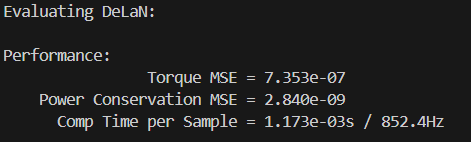 Evaluating DeLaN:
Performance:
Torque MSE = 7.353e-07
Power Conservation MSE = 2.840e-09
Comp Time per Sample = 1.173e-03s / 852.4Hz